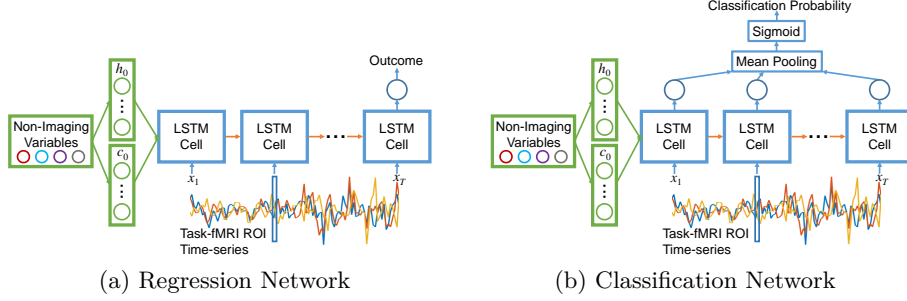 h0
c0
Non-Imaging
Variables
LSTM
Cell
LSTM
Cell
...
LSTM
Cell
Outcome
x1
xT
Task-fMRI ROI
Time-series
(a) Regression Network
Classification Probability
Sigmoid
Mean Pooling
h0
c0
Non-Imaging
Variables
LSTM
Cell
LSTM
Cell
...
LSTM
Cell
x1
xT
Task-fMRI ROI
Time-series
(b) Classification Network